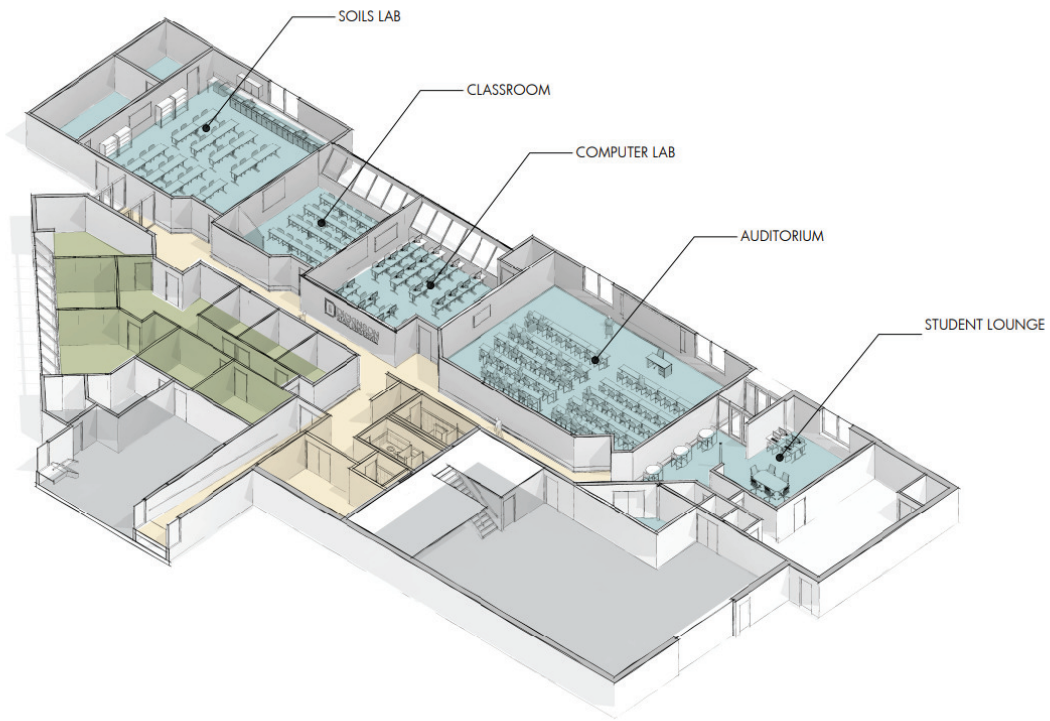 SOILS LAB
CLASSROOM
COMPUTER LAB
AUDITORIUM
STUDENT LOUNGE